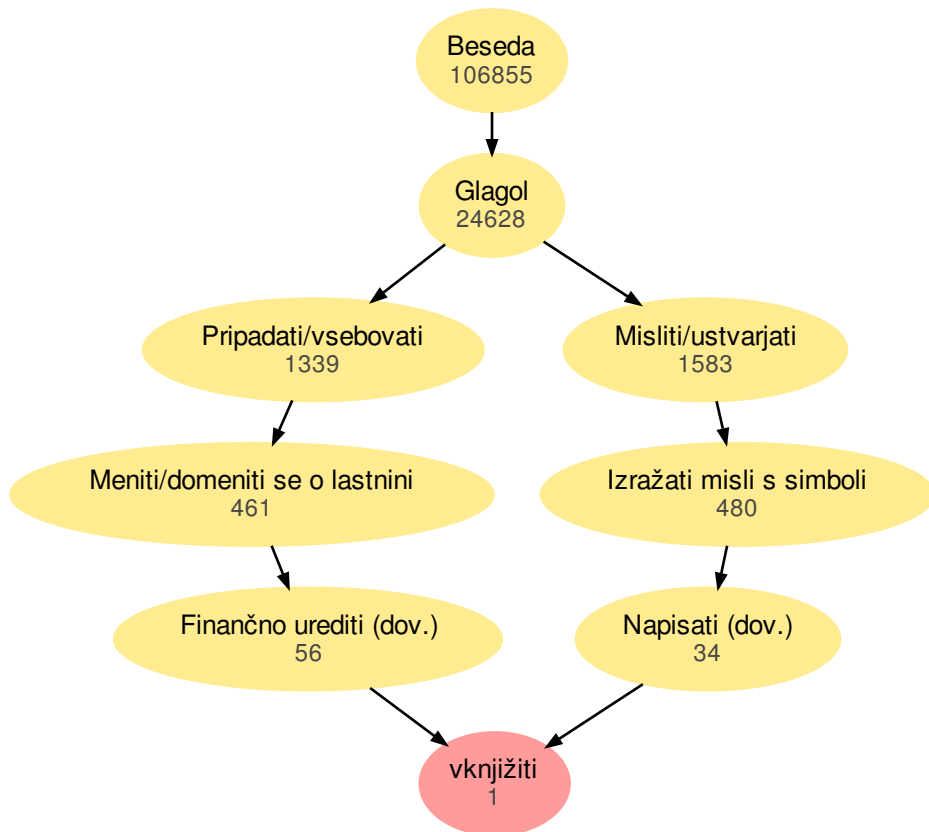 Beseda
106855
Glagol
24628
Pripadati/vsebovati
1339
Misliti/ustvarjati
1583
Meniti/domeniti se o lastnini
461
Izražati misli s simboli
480
Finančno urediti (dov.)
56
Napisati (dov.)
34
vknjižiti
1